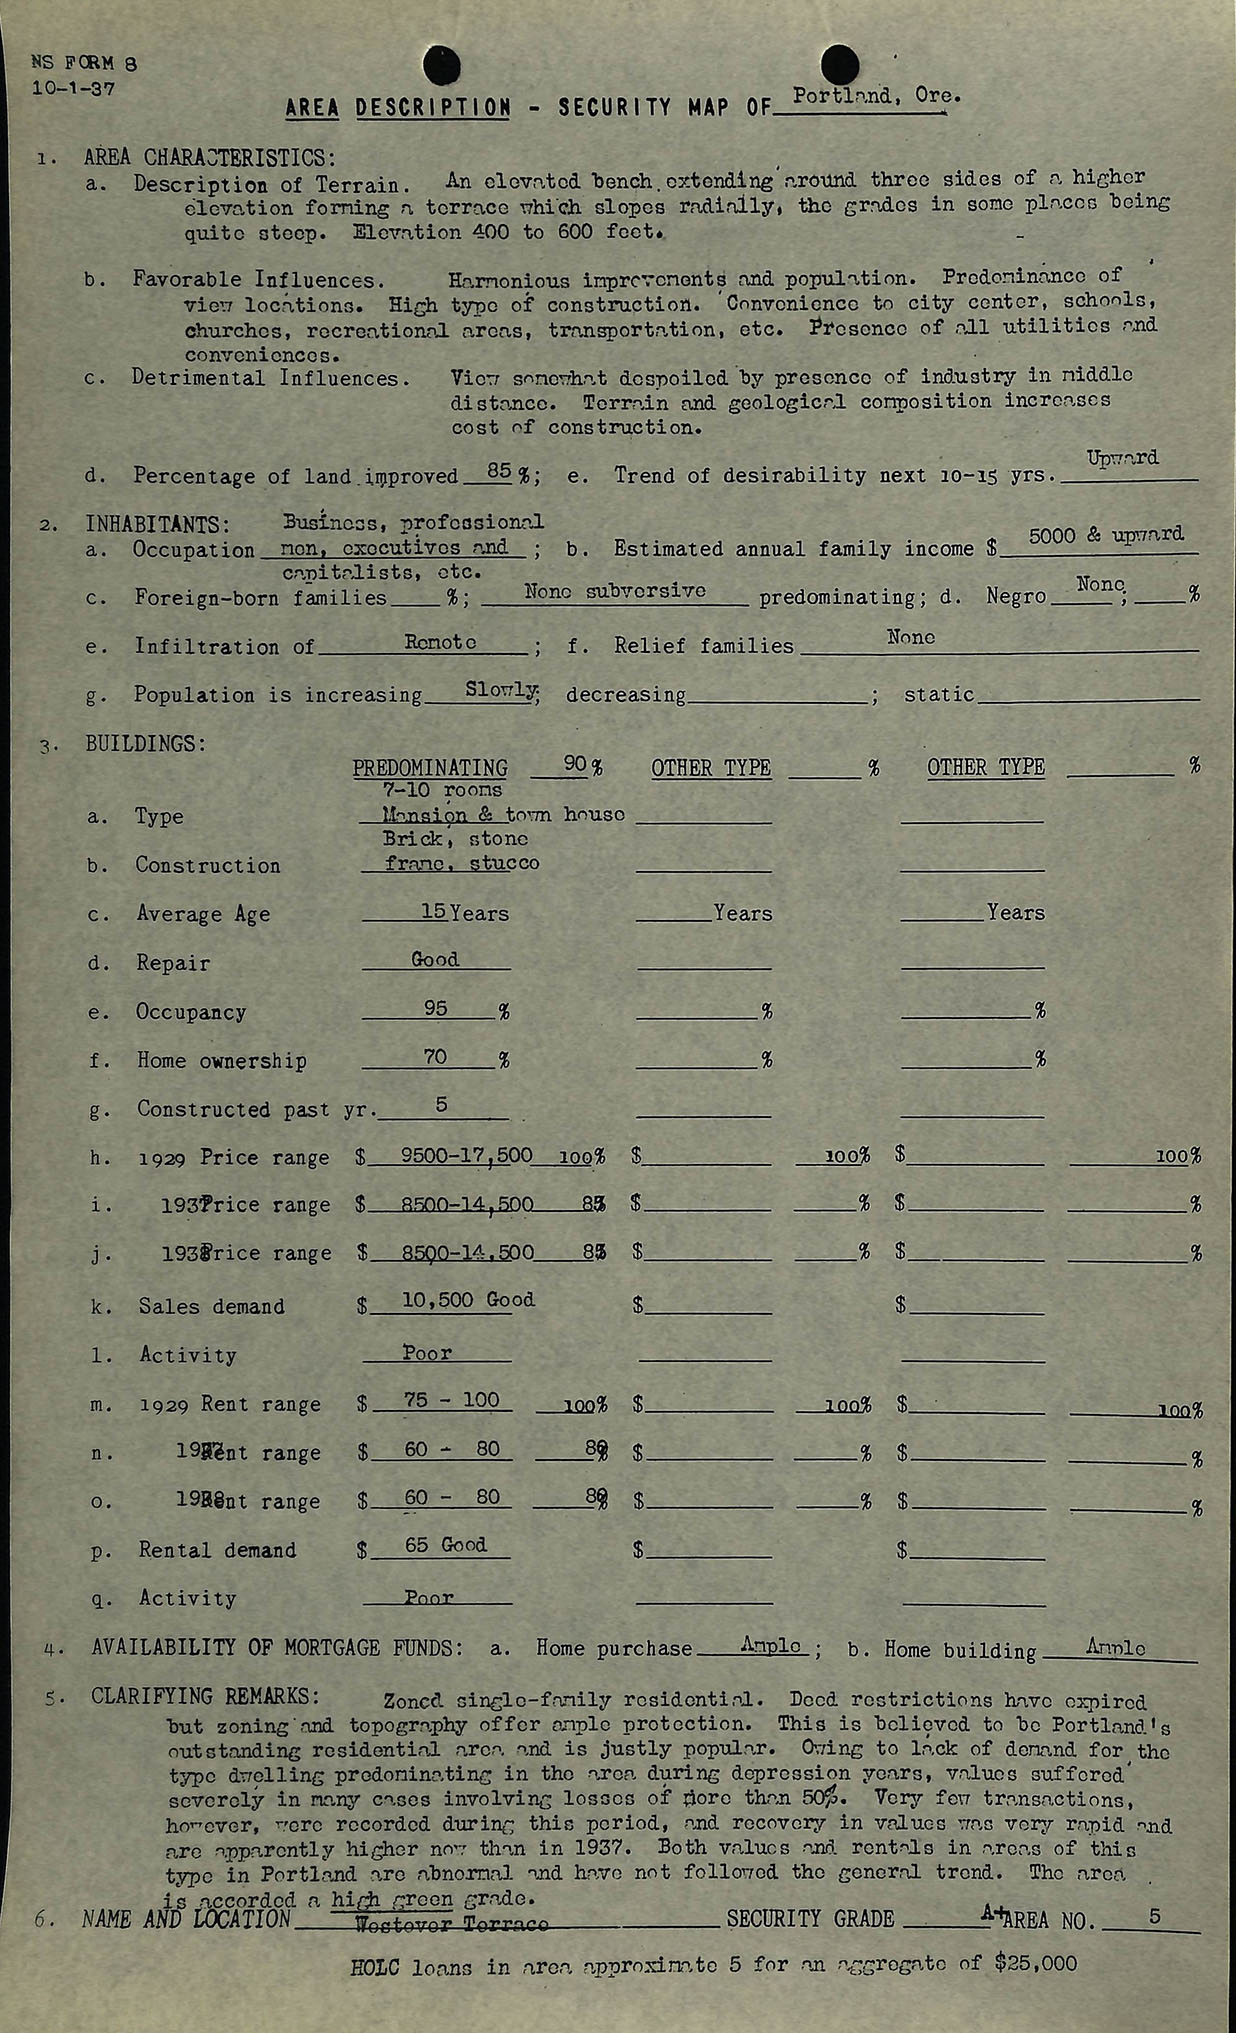 NS FORM 8
10-1-37
AREA DESCRIPTION - SECURITY MAP OF Portland, Ore.
1. AREA CHARACTERISTICS:
a. Description of Terrain. An elevated bench extending around three sides of a higher
elevation forming a terrace which slopes radially, the grades in some places being
quite steep. Elevation 400 to 600 feet.
b. Favorable Influences. Harmonious improvements and population. Predominance of
view locations. High type of construction. Convenience to city center, schools,
churches, recreational areas, transportation, etc. Presence of all utilities and
conveniences.
c. Detrimental Influences. View somewhat despoiled by presence of industry in middle
distance. Terrain and geological composition increases
cost of construction.
d. Percentage of land improved 85 %; e. Trend of desirability next 10-15 yrs. Upward
2. INHABITANTS: Business, professional
a. Occupation men, executives and ; b. Estimated annual family income $ 5000 & upward
capitalists, etc.
c. Foreign-born families %; None subversive predominating; d. Negro None; %
e. Infiltration of Remote ; f. Relief families None
g. Population is increasing Slowly; decreasing ; static
3. BUILDINGS:
PREDOMINATING 90% OTHER TYPE % OTHER TYPE %
7-10 rooms
a. Type Mansion & town house
Brick, stone
b. Construction frame, stucco
c. Average Age 15 Years Years Years
d. Repair Good
e. Occupancy 95 % % %
f. Home ownership 70 % % %
g. Constructed past yr. 5
h. 1929 Price range $ 9500-17,500 100% $ 100% $ 100%
i. 1937 Price range $ 8500-14,500 85% $ % $ %
j. 1938 Price range $ 8500-14,500 85% $ % $ %
k. Sales demand $ 10,500 Good $ $
l. Activity Poor
m. 1929 Rent range $ 75 - 100 100% $ 100% $ 100%
n. 1937 Rent range $ 60 - 80 80% $ % $ %
o. 1938 Rent range $ 60 - 80 80% $ % $ %
p. Rental demand $ 65 Good $ $
q. Activity Poor
4. AVAILABILITY OF MORTGAGE FUNDS: a. Home purchase Ample ; b. Home building Ample
5. CLARIFYING REMARKS: Zoned single-family residential. Deed restrictions have expired
but zoning and topography offer ample protection. This is believed to be Portland's
outstanding residential area and is justly popular. Owing to lack of demand for the
type dwelling predominating in the area during depression years, values suffered
severely in many cases involving losses of more than 50%. Very few transactions,
however, were recorded during this period, and recovery in values was very rapid and
are apparently higher now than in 1937. Both values and rentals in areas of this
type in Portland are abnormal and have not followed the general trend. The area
is accorded a high green grade.
6. NAME AND LOCATION Westover Terrace SECURITY GRADE A+ AREA NO. 5
HOLC loans in area approximate 5 for an aggregate of $25,000